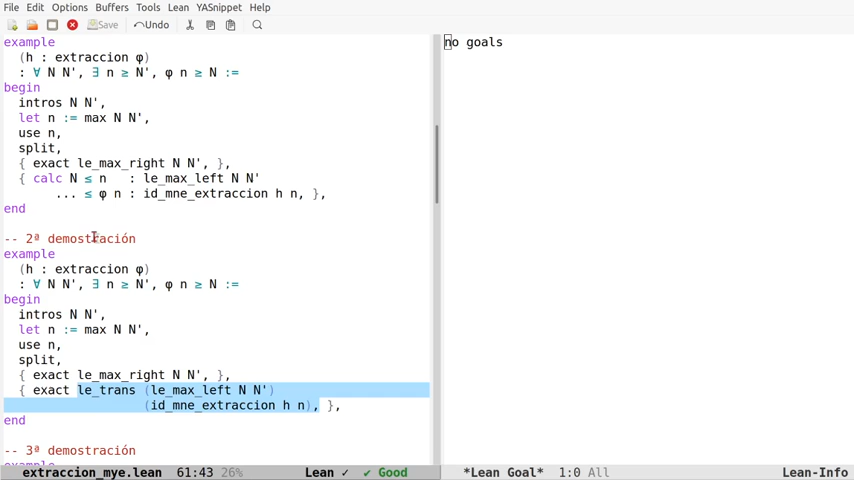 File Edit Options Buffers Tools Lean YASnippet Help
Save Undo
example
(h : extraccion φ)
: ∀ N N', ∃ n ≥ N', φ n ≥ N :=
begin
intros N N',
let n := max N N',
use n,
split,
{ exact le_max_right N N', },
{ calc N ≤ n   : le_max_left N N'
... ≤ φ n : id_mne_extraccion h n, },
end
-- 2ª demostración
example
(h : extraccion φ)
: ∀ N N', ∃ n ≥ N', φ n ≥ N :=
begin
intros N N',
let n := max N N',
use n,
split,
{ exact le_max_right N N', },
{ exact le_trans (le_max_left N N')
(id_mne_extraccion h n), },
end
-- 3ª demostración
example
extraccion_mye.lean 61:43 26% Lean ✓ ✔ Good
no goals
*Lean Goal* 1:0 All Lean-Info